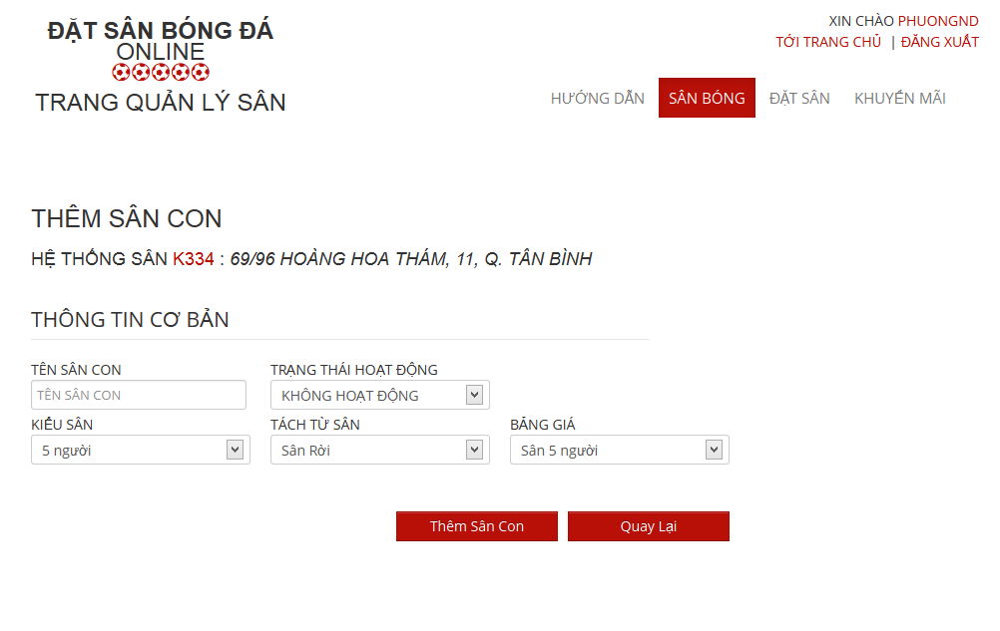 ĐẶT SÂN BÓNG ĐÁ
ONLINE
TRANG QUẢN LÝ SÂN
XIN CHÀO PHUONGND
TỚI TRANG CHỦ | ĐĂNG XUẤT
HƯỚNG DẪN SÂN BÓNG ĐẶT SÂN KHUYẾN MÃI
THÊM SÂN CON
HỆ THỐNG SÂN K334 : 69/96 HOÀNG HOA THÁM, 11, Q. TÂN BÌNH
THÔNG TIN CƠ BẢN
TÊN SÂN CON TRẠNG THÁI HOẠT ĐỘNG
TÊN SÂN CON KHÔNG HOẠT ĐỘNG
KIỂU SÂN TÁCH TỪ SÂN BẢNG GIÁ
5 người Sân Rời Sân 5 người
Thêm Sân Con Quay Lại